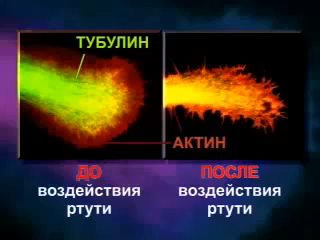 ТУБУЛИН
АКТИН
ДО
воздействия
ртути
ПОСЛЕ
воздействия
ртути